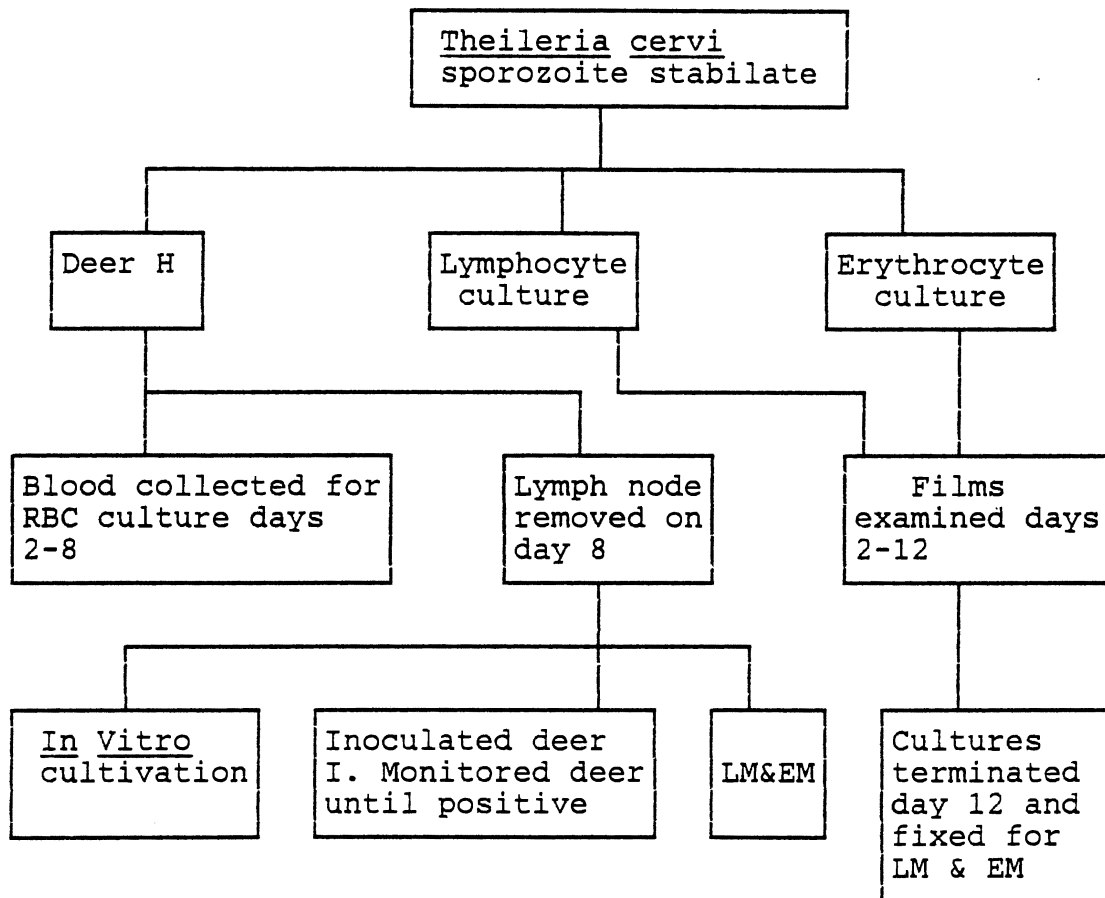 Theileria cervi
sporozoite stabilate
Deer H
Lymphocyte
culture
Erythrocyte
culture
Blood collected for
RBC culture days
2-8
Lymph node
removed on
day 8
Films
examined days
2-12
In Vitro
cultivation
Inoculated deer
I. Monitored deer
until positive
LM&EM
Cultures
terminated
day 12 and
fixed for
LM & EM